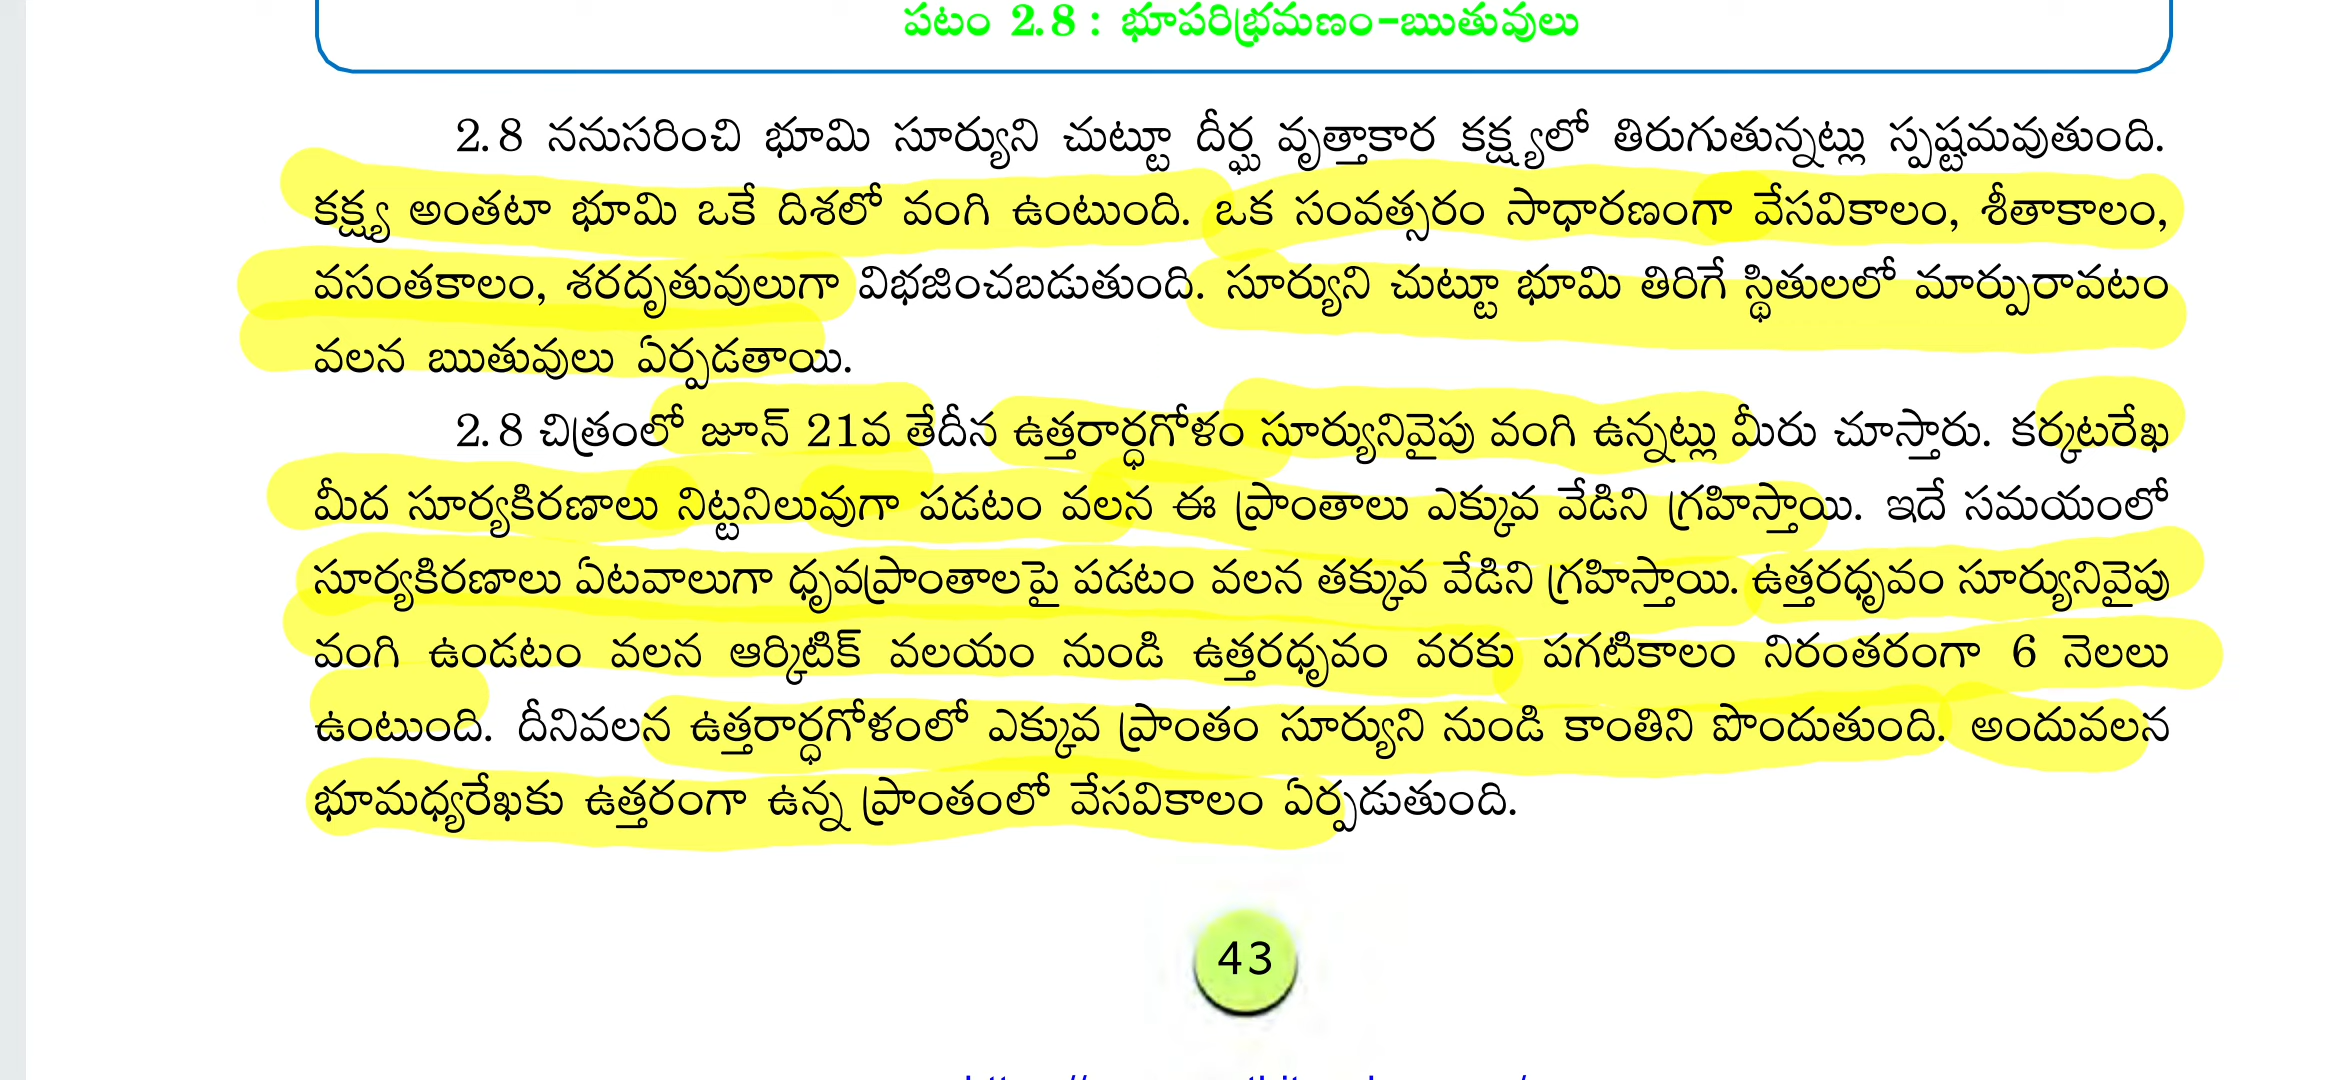 పటం 2.8 : భూపరిభ్రమణం-ఋతువులు
2.8 ననుసరించి భూమి సూర్యుని చుట్టూ దీర్ఘ వృత్తాకార కక్ష్యలో తిరుగుతున్నట్లు స్పష్టమవుతుంది.
కక్ష్య అంతటా భూమి ఒకే దిశలో వంగి ఉంటుంది. ఒక సంవత్సరం సాధారణంగా వేసవికాలం, శీతాకాలం,
వసంతకాలం, శరదృతువులుగా విభజించబడుతుంది. సూర్యుని చుట్టూ భూమి తిరిగే స్థితులలో మార్పురావటం
వలన ఋతువులు ఏర్పడతాయి.
2.8 చిత్రంలో జూన్ 21వ తేదీన ఉత్తరార్ధగోళం సూర్యునివైపు వంగి ఉన్నట్లు మీరు చూస్తారు. కర్కటరేఖ
మీద సూర్యకిరణాలు నిట్టనిలువుగా పడటం వలన ఈ ప్రాంతాలు ఎక్కువ వేడిని గ్రహిస్తాయి. ఇదే సమయంలో
సూర్యకిరణాలు ఏటవాలుగా ధృవప్రాంతాలపై పడటం వలన తక్కువ వేడిని గ్రహిస్తాయి. ఉత్తరధృవం సూర్యునివైపు
వంగి ఉండటం వలన ఆర్కిటిక్ వలయం నుండి ఉత్తరధృవం వరకు పగటికాలం నిరంతరంగా 6 నెలలు
ఉంటుంది. దీనివలన ఉత్తరార్ధగోళంలో ఎక్కువ ప్రాంతం సూర్యుని నుండి కాంతిని పొందుతుంది. అందువలన
భూమధ్యరేఖకు ఉత్తరంగా ఉన్న ప్రాంతంలో వేసవికాలం ఏర్పడుతుంది.
43